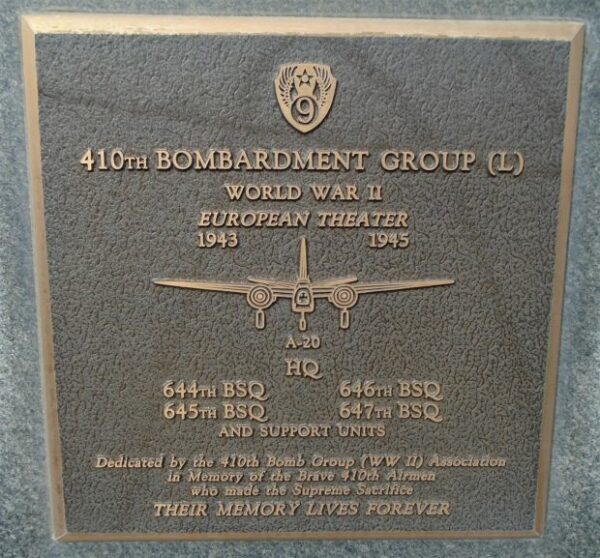 9
410TH BOMBARDMENT GROUP (L)
WORLD WAR II
EUROPEAN THEATER
1943 1945
A-20
HQ
644TH BSQ 646TH BSQ
645TH BSQ 647TH BSQ
AND SUPPORT UNITS
Dedicated by the 410th Bomb Group (WW II) Association
in Memory of the Brave 410th Airmen
who made the Supreme Sacrifice
THEIR MEMORY LIVES FOREVER